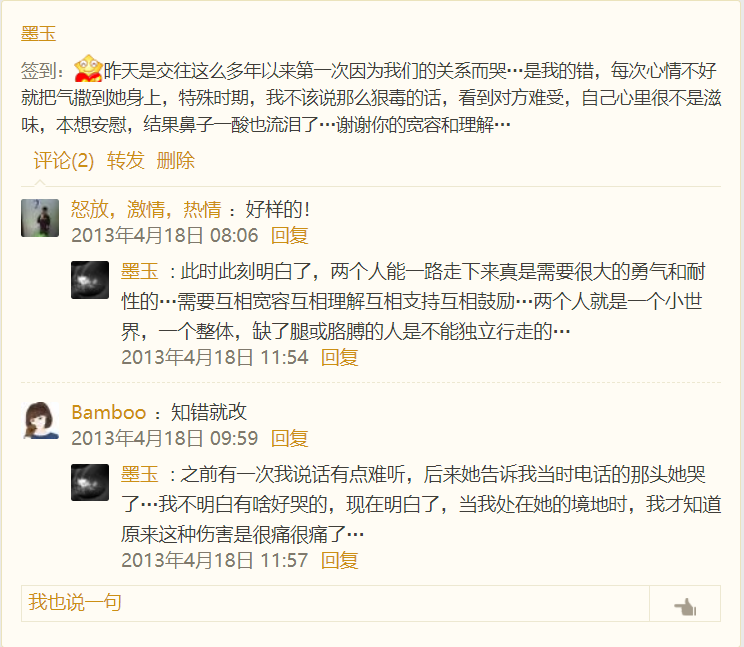 墨玉
签到：昨天是交往这么多年以来第一次因为我们的关系而哭…是我的错，每次心情不好
就把气撒到她身上，特殊时期，我不该说那么狠毒的话，看到对方难受，自己心里很不是滋
味，本想安慰，结果鼻子一酸也流泪了…谢谢你的宽容和理解…
评论(2) 转发 删除
怒放，激情，热情 ：好样的！
2013年4月18日 08:06 回复
墨玉 ：此时此刻明白了，两个人能一路走下来真是需要很大的勇气和耐
性的…需要互相宽容互相理解互相支持互相鼓励…两个人就是一个小世
界，一个整体，缺了腿或胳膊的人是不能独立行走的…
2013年4月18日 11:54 回复
Bamboo ：知错就改
2013年4月18日 09:59 回复
墨玉 ：之前有一次我说话有点难听，后来她告诉我当时电话的那头她哭
了…我不明白有啥好哭的，现在明白了，当我处在她的境地时，我才知道
原来这种伤害是很痛很痛了…
2013年4月18日 11:57 回复
我也说一句